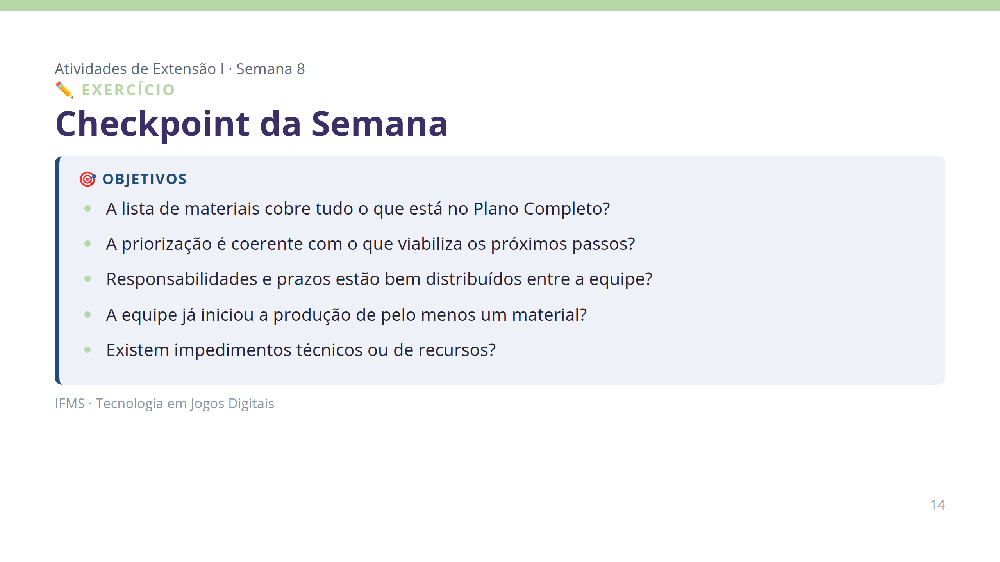 Atividades de Extensão I · Semana 8
✏️ EXERCÍCIO
Checkpoint da Semana
🎯 OBJETIVOS
• A lista de materiais cobre tudo o que está no Plano Completo?
• A priorização é coerente com o que viabiliza os próximos passos?
• Responsabilidades e prazos estão bem distribuídos entre a equipe?
• A equipe já iniciou a produção de pelo menos um material?
• Existem impedimentos técnicos ou de recursos?
IFMS · Tecnologia em Jogos Digitais
14